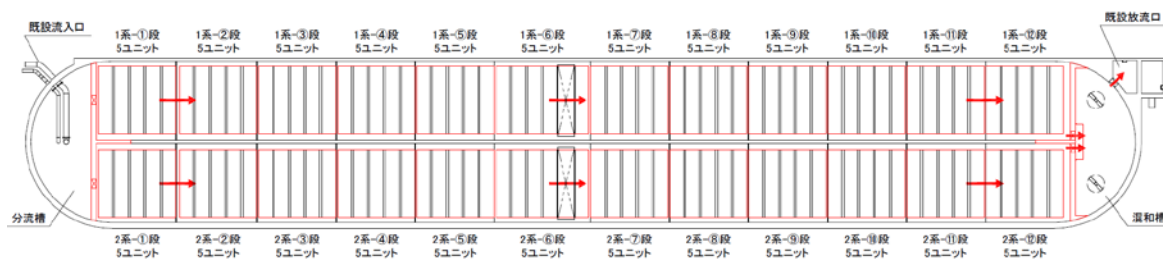 既設流入口
既設放流口
1系-①段
5ユニット
1系-②段
5ユニット
1系-③段
5ユニット
1系-④段
5ユニット
1系-⑤段
5ユニット
1系-⑥段
5ユニット
1系-⑦段
5ユニット
1系-⑧段
5ユニット
1系-⑨段
5ユニット
1系-⑩段
5ユニット
1系-⑪段
5ユニット
1系-⑫段
5ユニット
分流槽
混和槽
2系-①段
5ユニット
2系-②段
5ユニット
2系-③段
5ユニット
2系-④段
5ユニット
2系-⑤段
5ユニット
2系-⑥段
5ユニット
2系-⑦段
5ユニット
2系-⑧段
5ユニット
2系-⑨段
5ユニット
2系-⑩段
5ユニット
2系-⑪段
5ユニット
2系-⑫段
5ユニット